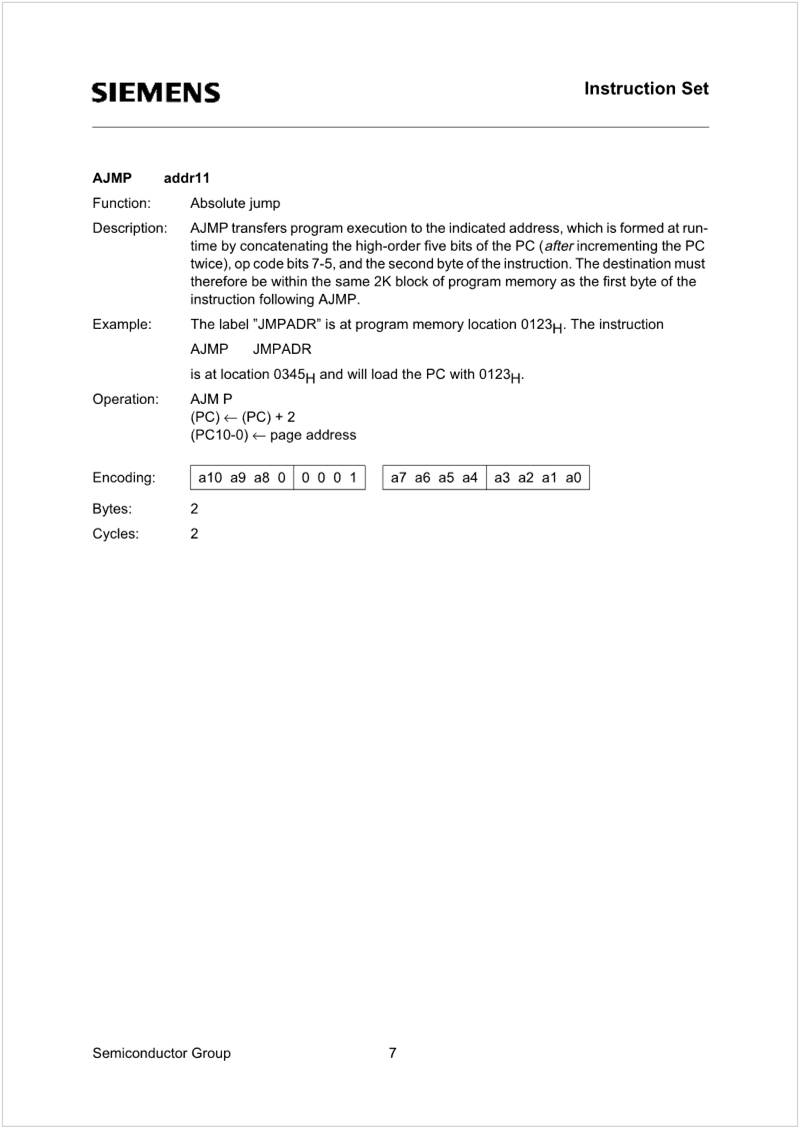 SIEMENS
Instruction Set
AJMP addr11
Function: Absolute jump
Description: AJMP transfers program execution to the indicated address, which is formed at run-
time by concatenating the high-order five bits of the PC (after incrementing the PC
twice), op code bits 7-5, and the second byte of the instruction. The destination must
therefore be within the same 2K block of program memory as the first byte of the
instruction following AJMP.
Example: The label ”JMPADR” is at program memory location 0123H. The instruction
AJMP JMPADR
is at location 0345H and will load the PC with 0123H.
Operation: AJM P
(PC) ← (PC) + 2
(PC10-0) ← page address
Encoding: a10 a9 a8 0 0 0 0 1 a7 a6 a5 a4 a3 a2 a1 a0
Bytes: 2
Cycles: 2
Semiconductor Group 7